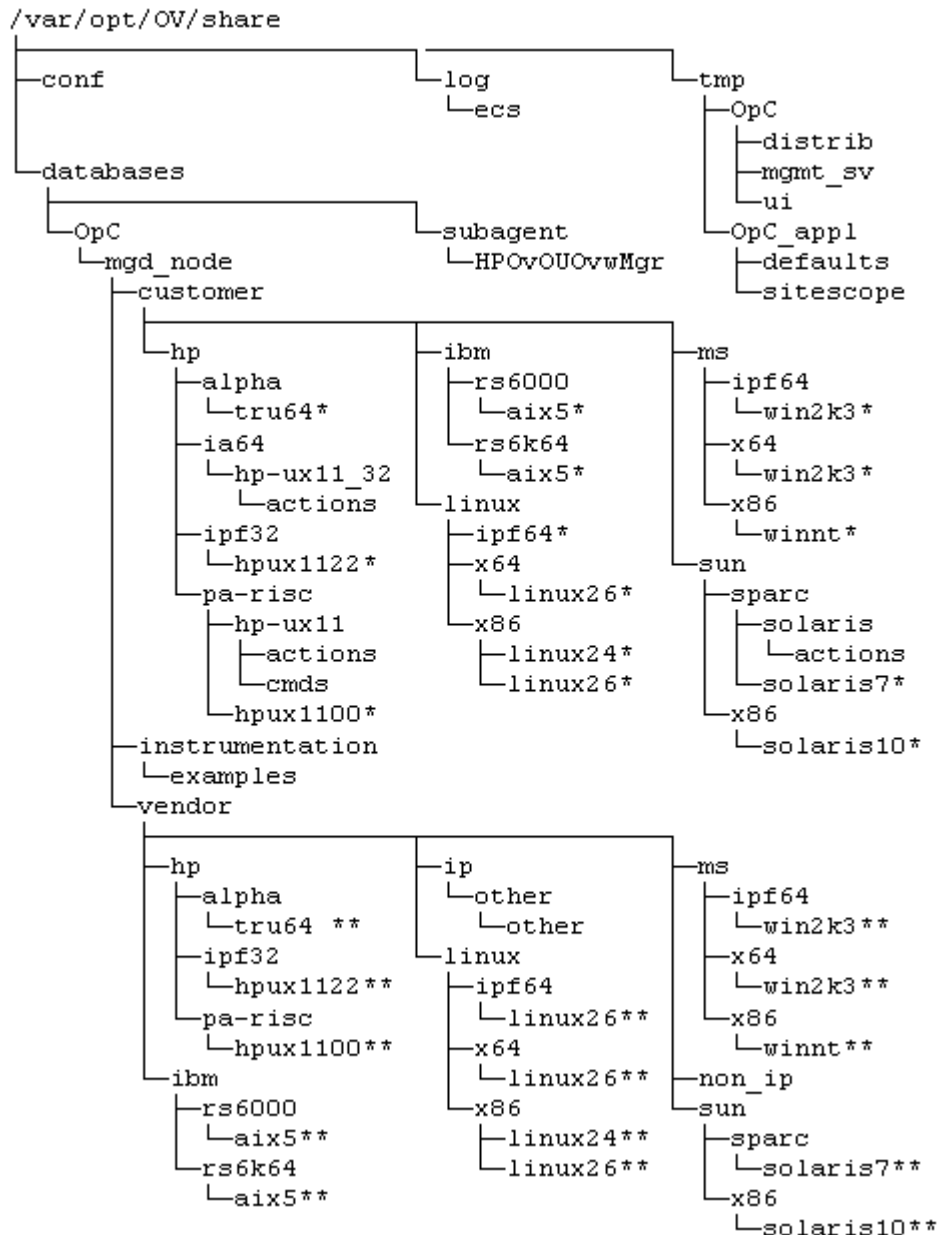 /var/opt/OV/share
conf log tmp
ecs OpC
distrib
databases mgmt_sv
ui
OpC subagent OpC_appl
mgd_node HPOvOUOvwMgr defaults
customer sitescope
hp ibm ms
alpha rs6000 ipf64
tru64* aix5* win2k3*
ia64 rs6k64 x64
hp-ux11_32 aix5* win2k3*
actions linux x86
ipf32 ipf64* winnt*
hpux1122* x64 sun
pa-risc linux26* sparc
hp-ux11 x86 solaris
actions linux24* actions
cmds linux26* solaris7*
hpux1100* x86
instrumentation solaris10*
examples
vendor
hp ip ms
alpha other ipf64
tru64 ** other win2k3**
ipf32 linux x64
hpux1122** ipf64 win2k3**
pa-risc linux26** x86
hpux1100** x64 winnt**
ibm linux26** non_ip
rs6000 x86 sun
aix5** linux24** sparc
rs6k64 linux26** solaris7**
aix5** x86
solaris10**